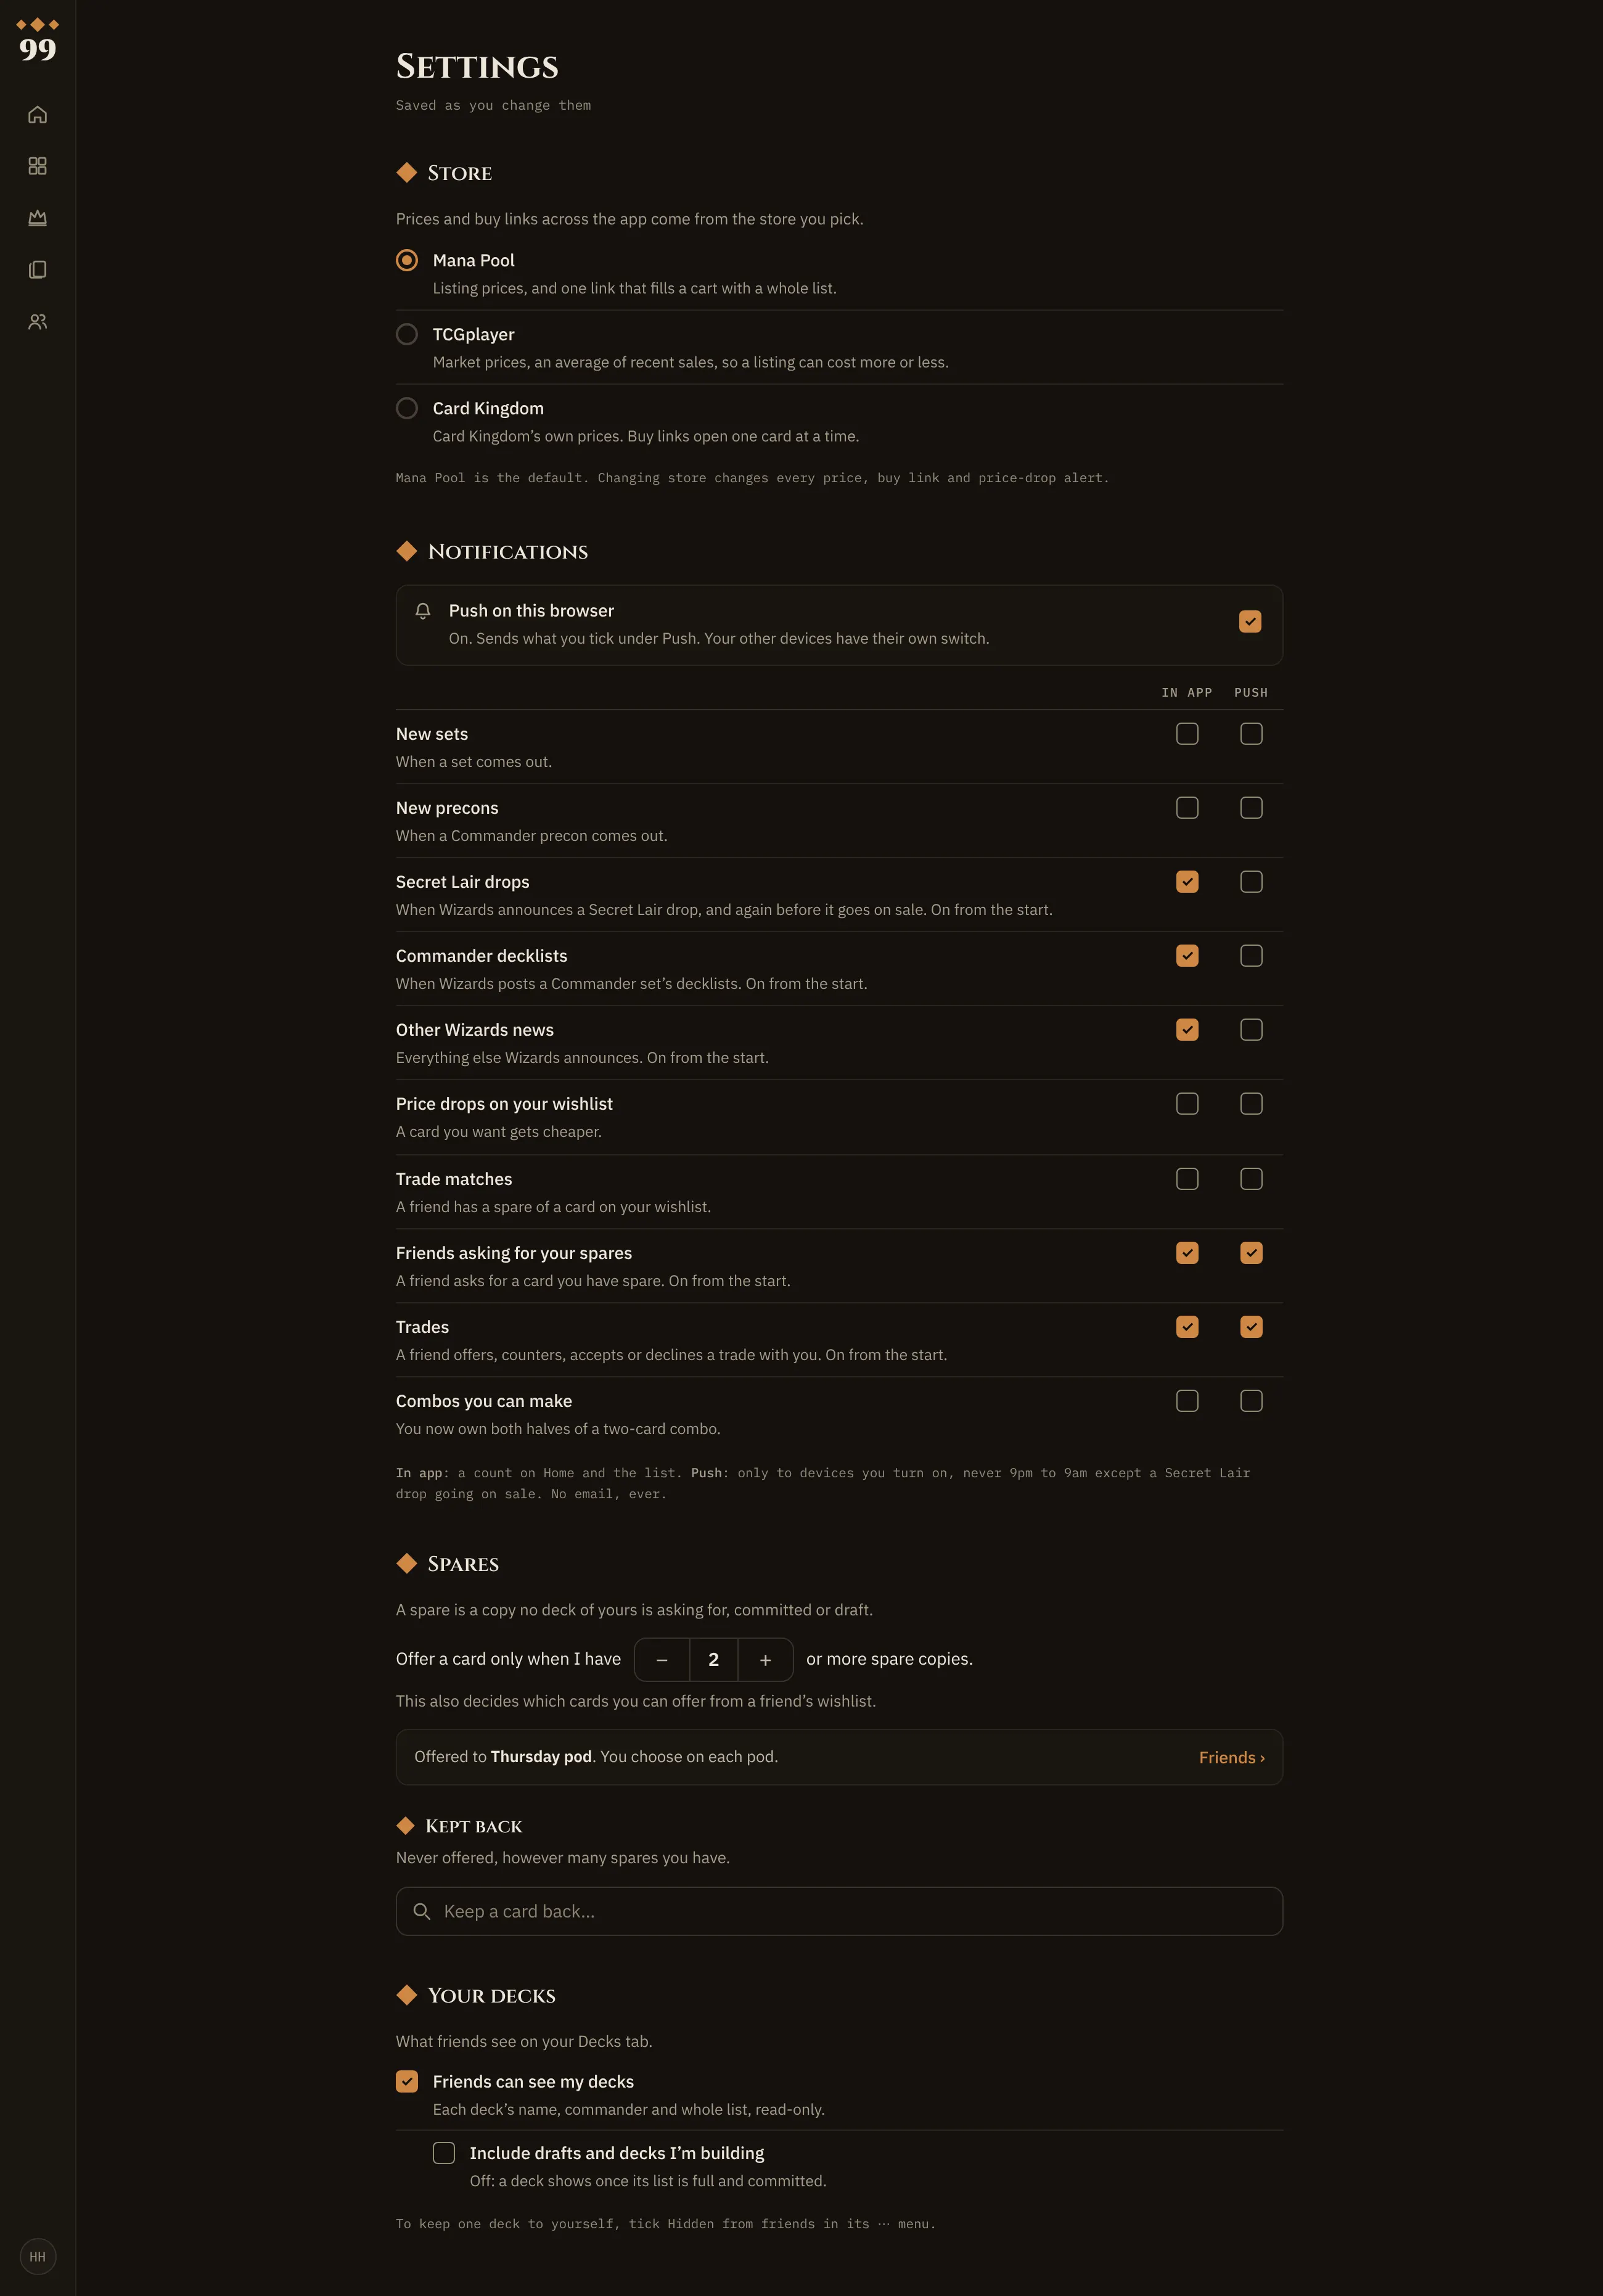 99
Settings
Saved as you change them
Store
Prices and buy links across the app come from the store you pick.
Mana Pool
Listing prices, and one link that fills a cart with a whole list.
TCGplayer
Market prices, an average of recent sales, so a listing can cost more or less.
Card Kingdom
Card Kingdom’s own prices. Buy links open one card at a time.
Mana Pool is the default. Changing store changes every price, buy link and price-drop alert.
Notifications
Push on this browser
On. Sends what you tick under Push. Your other devices have their own switch.
IN APP PUSH
New sets
When a set comes out.
New precons
When a Commander precon comes out.
Secret Lair drops
When Wizards announces a Secret Lair drop, and again before it goes on sale. On from the start.
Commander decklists
When Wizards posts a Commander set’s decklists. On from the start.
Other Wizards news
Everything else Wizards announces. On from the start.
Price drops on your wishlist
A card you want gets cheaper.
Trade matches
A friend has a spare of a card on your wishlist.
Friends asking for your spares
A friend asks for a card you have spare. On from the start.
Trades
A friend offers, counters, accepts or declines a trade with you. On from the start.
Combos you can make
You now own both halves of a two-card combo.
In app: a count on Home and the list. Push: only to devices you turn on, never 9pm to 9am except a Secret Lair
drop going on sale. No email, ever.
Spares
A spare is a copy no deck of yours is asking for, committed or draft.
Offer a card only when I have − 2 + or more spare copies.
This also decides which cards you can offer from a friend’s wishlist.
Offered to Thursday pod. You choose on each pod. Friends ›
Kept back
Never offered, however many spares you have.
Keep a card back…
Your decks
What friends see on your Decks tab.
Friends can see my decks
Each deck’s name, commander and whole list, read-only.
Include drafts and decks I’m building
Off: a deck shows once its list is full and committed.
To keep one deck to yourself, tick Hidden from friends in its ⋯ menu.
HH